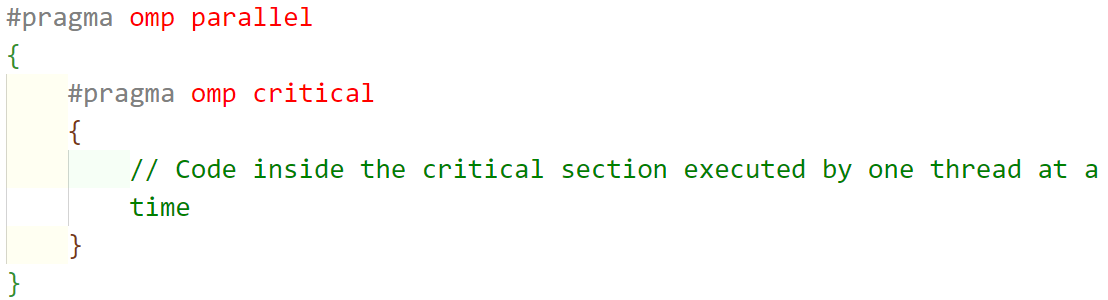 #pragma omp parallel
{
    #pragma omp critical
    {
        // Code inside the critical section executed by one thread at a
        time
    }
}